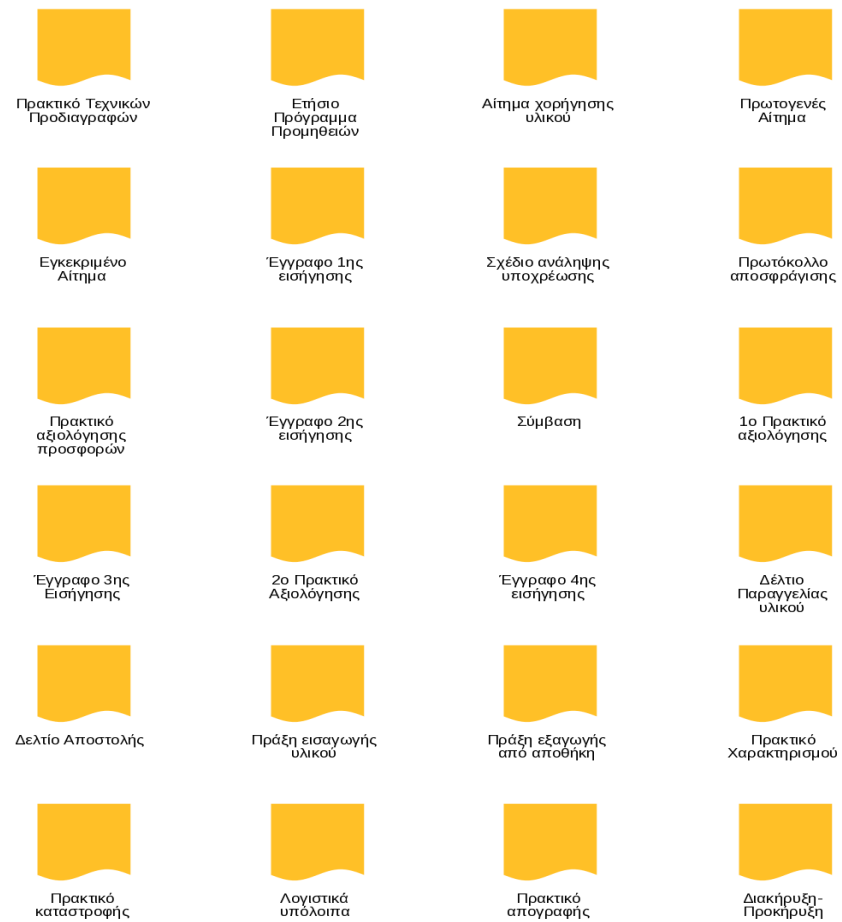 Πρακτικό Τεχνικών
Προδιαγραφών
Ετήσιο
Πρόγραμμα
Προμηθειών
Αίτημα χορήγησης
υλικού
Πρωτογενές
Αίτημα
Εγκεκριμένο
Αίτημα
Έγγραφο 1ης
εισήγησης
Σχέδιο ανάληψης
υποχρέωσης
Πρωτόκολλο
αποσφράγισης
Πρακτικό
αξιολόγησης
προσφορών
Έγγραφο 2ης
εισήγησης
Σύμβαση
1ο Πρακτικό
αξιολόγησης
Έγγραφο 3ης
Εισήγησης
2ο Πρακτικό
Αξιολόγησης
Έγγραφο 4ης
εισήγησης
Δέλτιο
Παραγγελίας
υλικού
Δελτίο Αποστολής
Πράξη εισαγωγής
υλικού
Πράξη εξαγωγής
από αποθήκη
Πρακτικό
Χαρακτηρισμού
Πρακτικό
καταστροφής
Λογιστικά
υπόλοιπα
Πρακτικό
απογραφής
Διακήρυξη-
Προκήρυξη